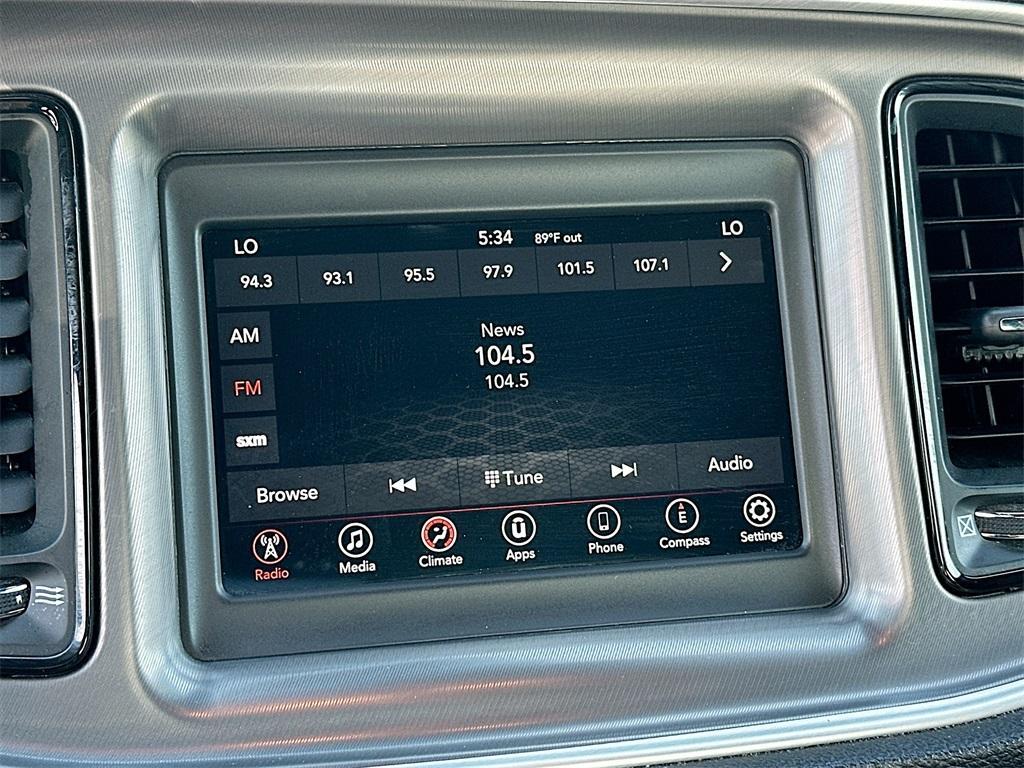 LO 5:34 89°F out LO
94.3 93.1 95.5 97.9 101.5 107.1
AM
FM
sxm
News
104.5
104.5
Browse Tune Audio
E
Radio Media Climate Apps Phone Compass Settings